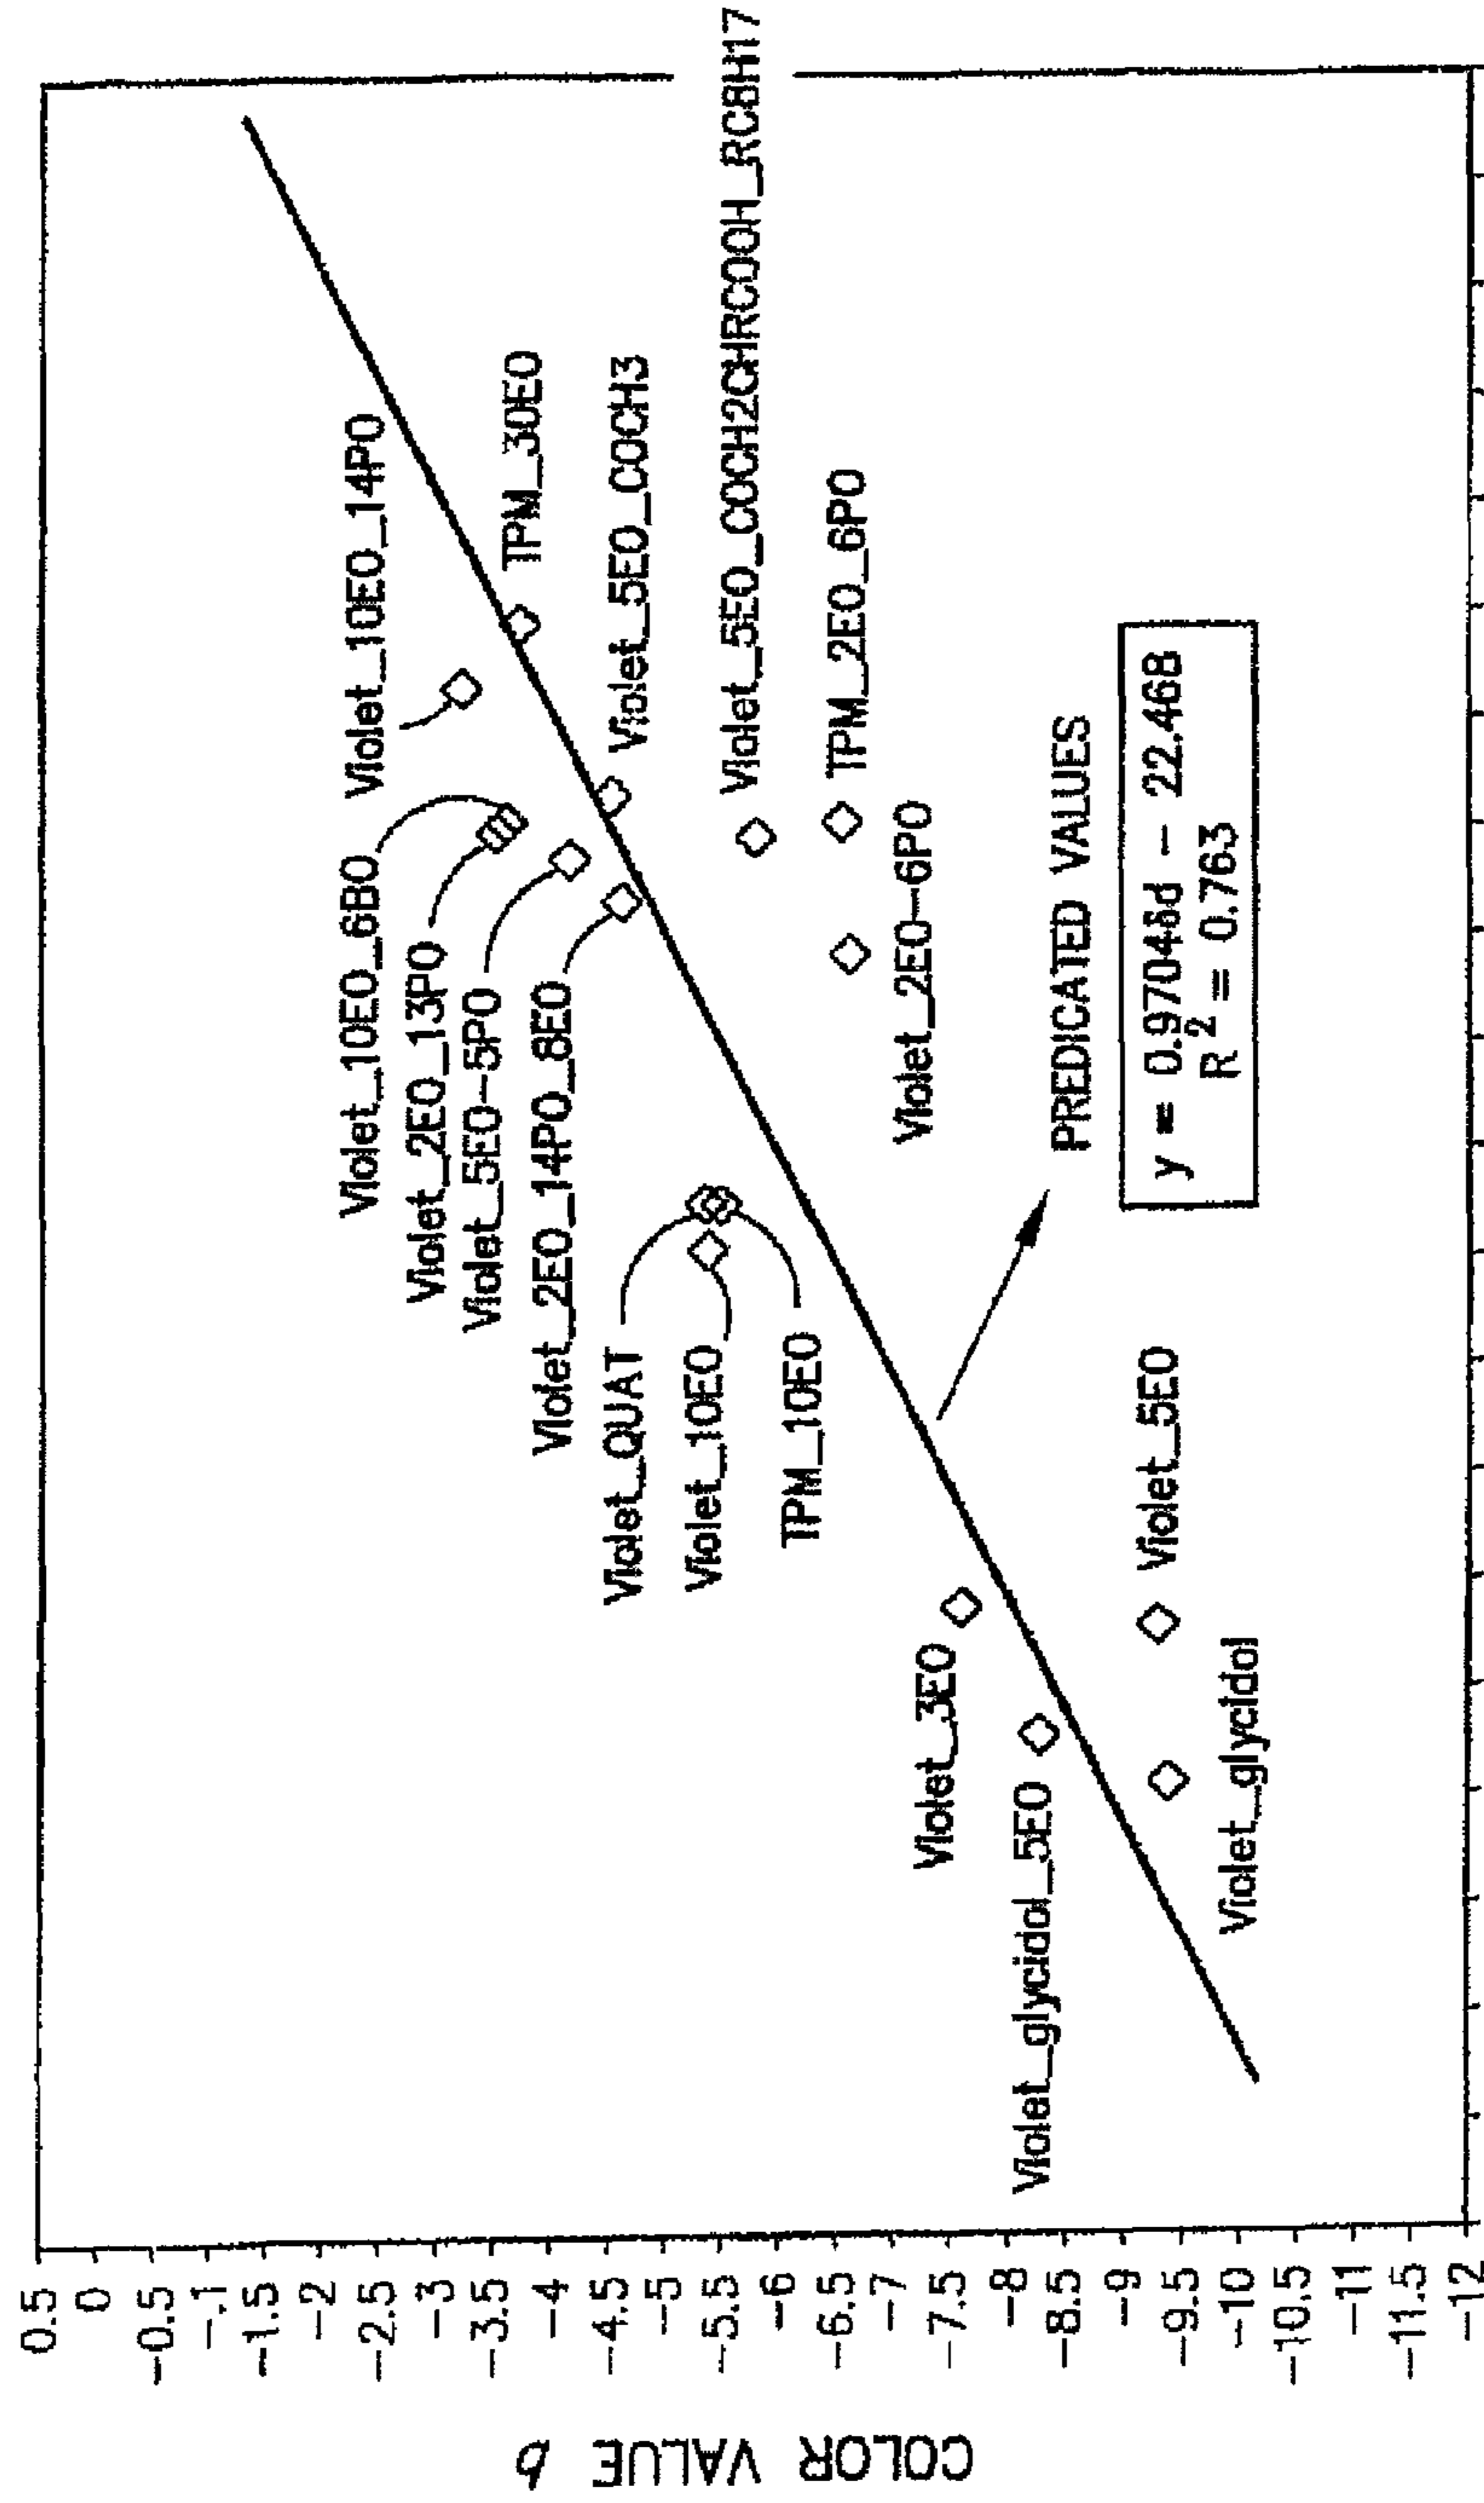 COLOR VALUE b
0.5
0
-0.5
-.1
-1.5
-2
-2.5
-3
-3.5
-4
-4.5
-5
-5.5
-6
-6.5
-7
-7.5
-8
-8.5
-9
-9.5
-10
-10.5
-11
-11.5
-12
Violet_10EO_14PO
Violet_10EO_6BO
Violet_2EO_13PO
Violet_5EO-5PO
TPM_30EO
Violet_2EO_14PO_8EO
Violet_5EO_COCH3
Violet_QUAT
Violet_10EO
Violet_5EO_COCH2CHRCOOH_RC8H17
TPM_10EO
TPM_2EO_6PO
Violet_2EO-6PO
Violet_3EO
Violet_glycidol_5EO
PREDICATED VALUES
Violet_5EO
Violet_glycidol
y = 0.97046d - 22.468
R2 = 0.763